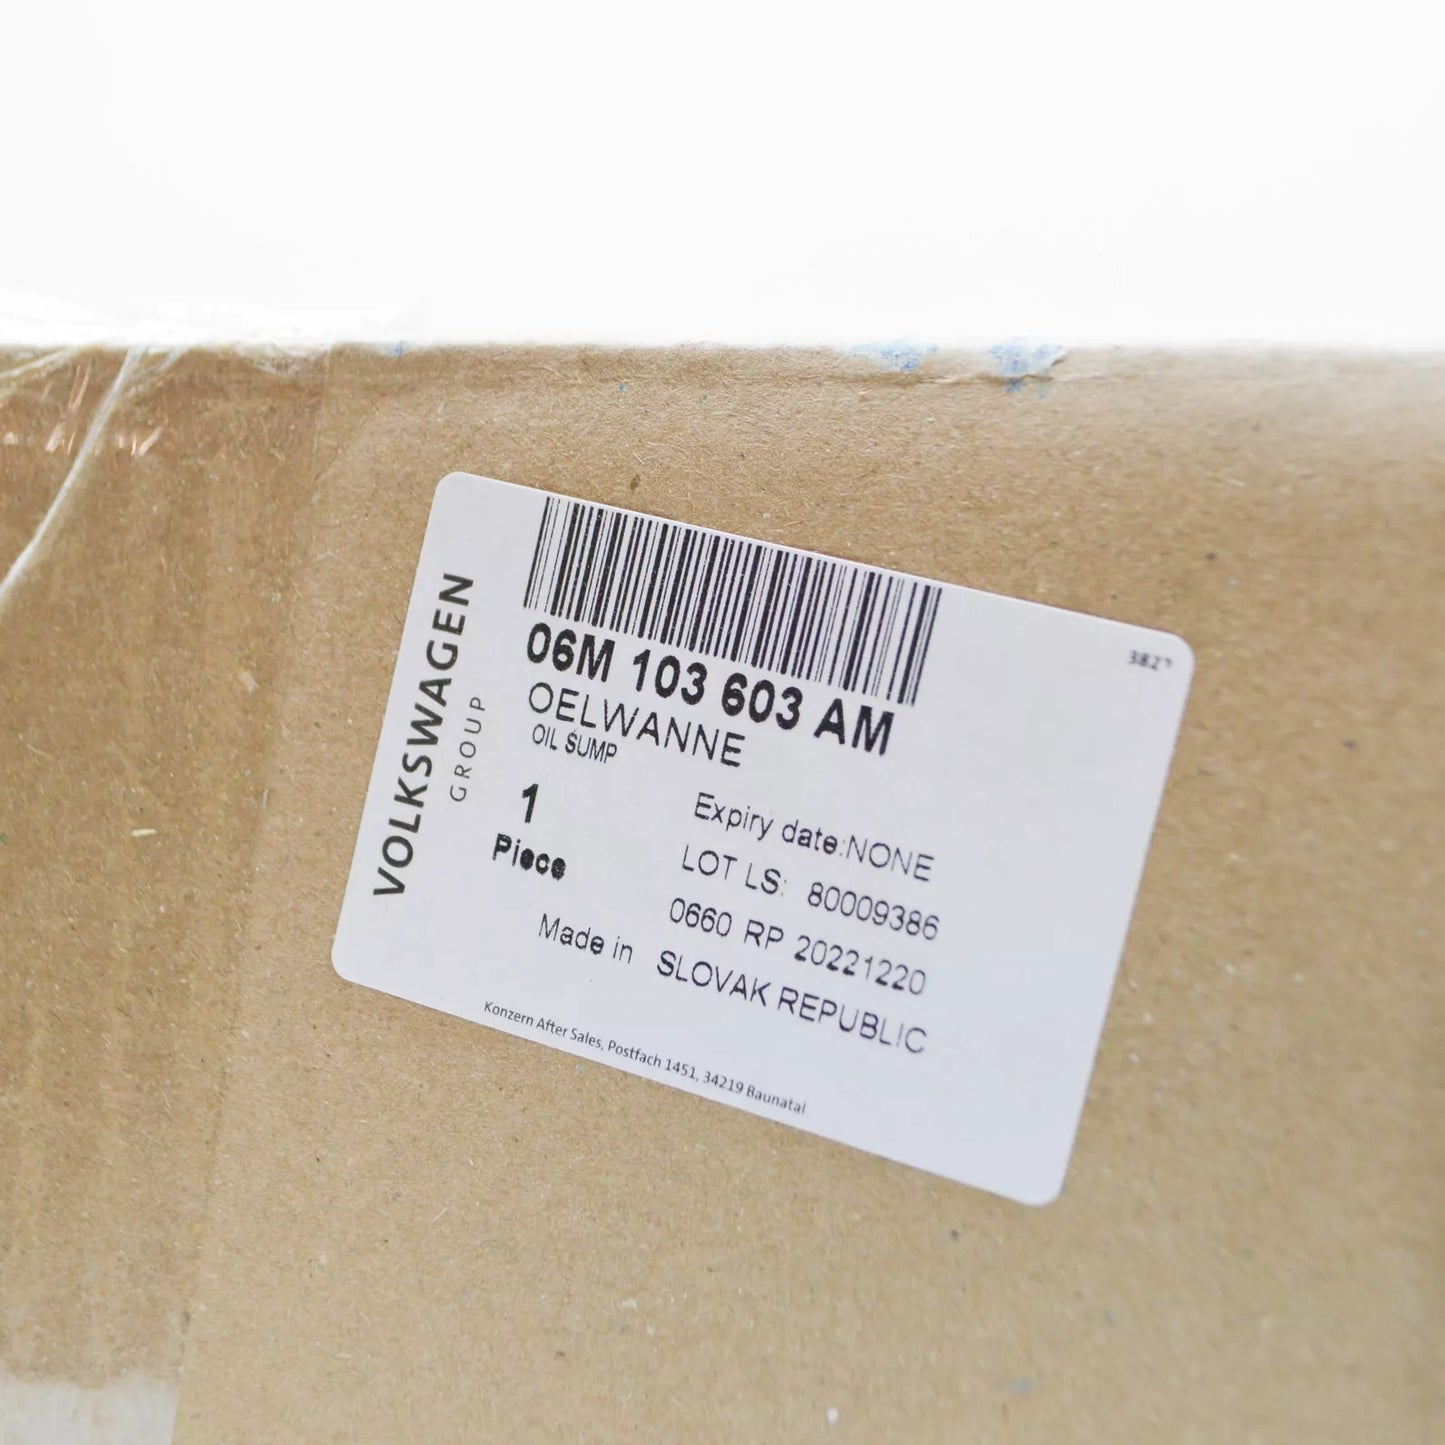 VOLKSWAGEN
GROUP
06M 103 603 AM
OELWANNE
OIL SUMP
1
Piece
Expiry date:NONE
LOT LS: 80009386
0660 RP 20221220
Made in SLOVAK REPUBLIC
Konzern After Sales, Postfach 1451, 34219 Baunatal